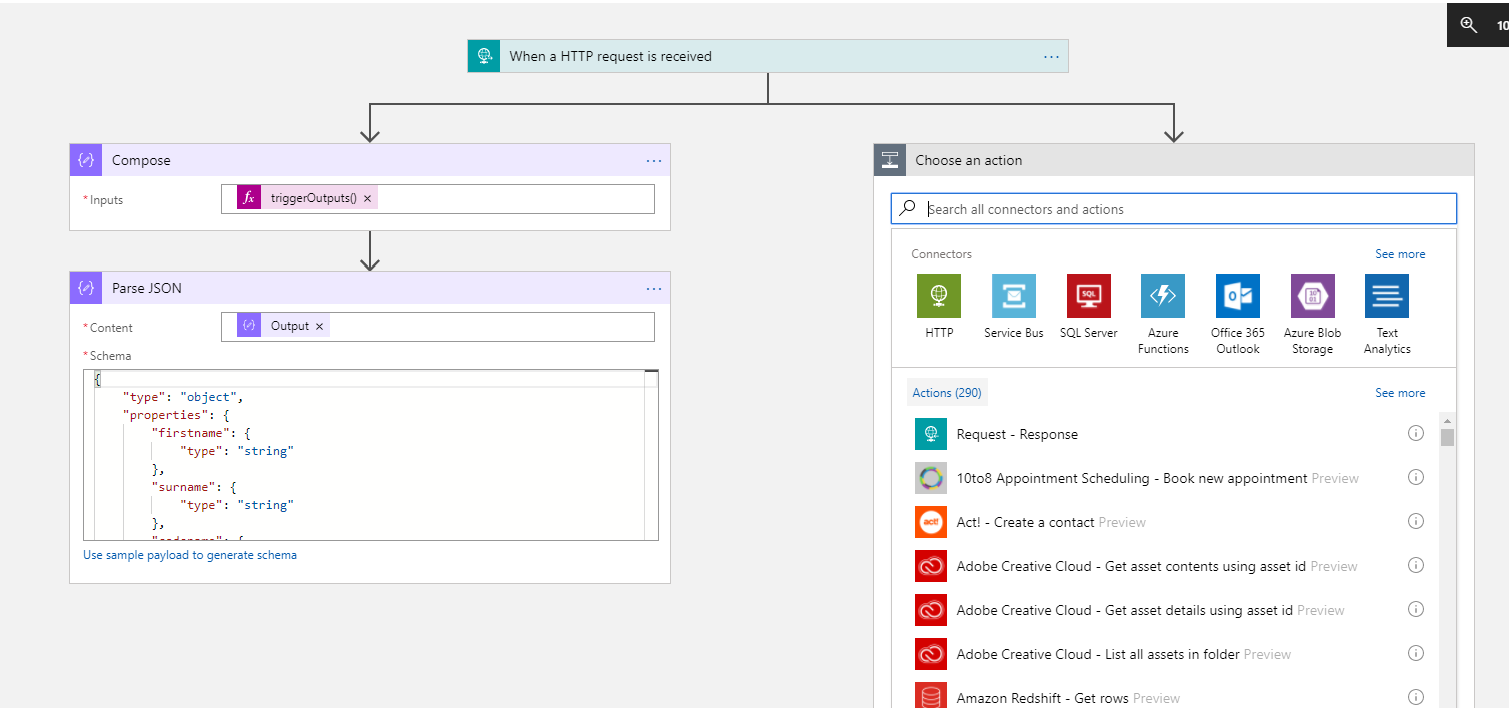 When a HTTP request is received
10
Compose
* Inputs
fx triggerOutputs() ×
Parse JSON
* Content
Output ×
* Schema
{
"type": "object",
"properties": {
"firstname": {
"type": "string"
},
"surname": {
"type": "string"
},
Use sample payload to generate schema
Choose an action
Search all connectors and actions
Connectors
See more
HTTP
Service Bus
SQL
SQL Server
Azure
Functions
Office 365
Outlook
Azure Blob
Storage
Text
Analytics
Actions (290)
See more
Request - Response
10to8 Appointment Scheduling - Book new appointment Preview
act!
Act! - Create a contact Preview
Adobe Creative Cloud - Get asset contents using asset id Preview
Adobe Creative Cloud - Get asset details using asset id Preview
Adobe Creative Cloud - List all assets in folder Preview
Amazon Redshift - Get rows Preview